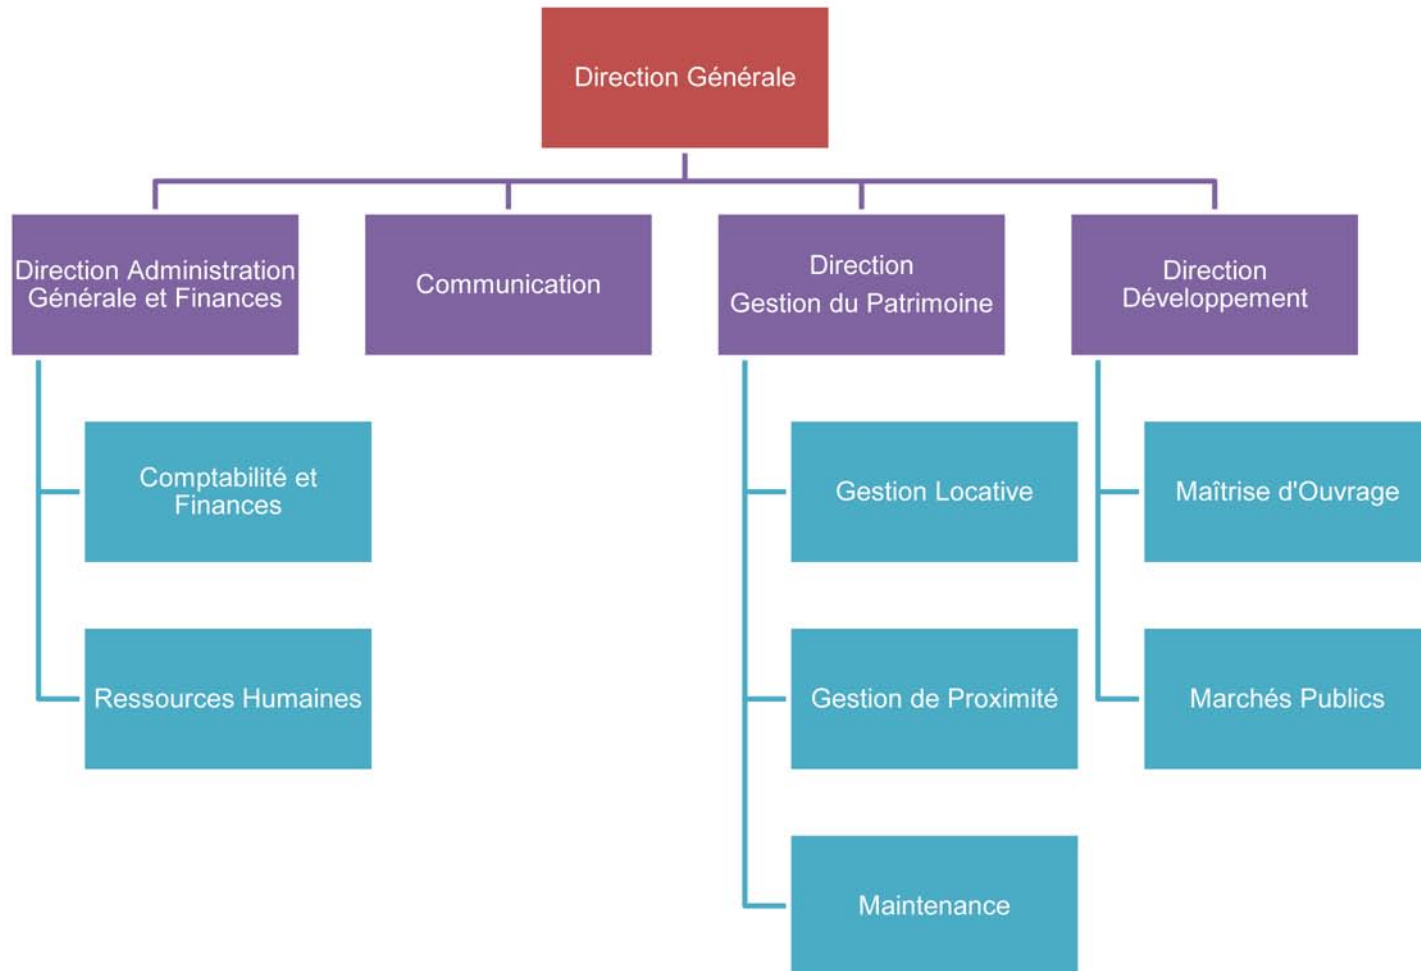 Direction Générale
Direction Administration
Générale et Finances
Communication
Direction
Gestion du Patrimoine
Direction
Développement
Comptabilité et
Finances
Gestion Locative
Maîtrise d'Ouvrage
Ressources Humaines
Gestion de Proximité
Marchés Publics
Maintenance